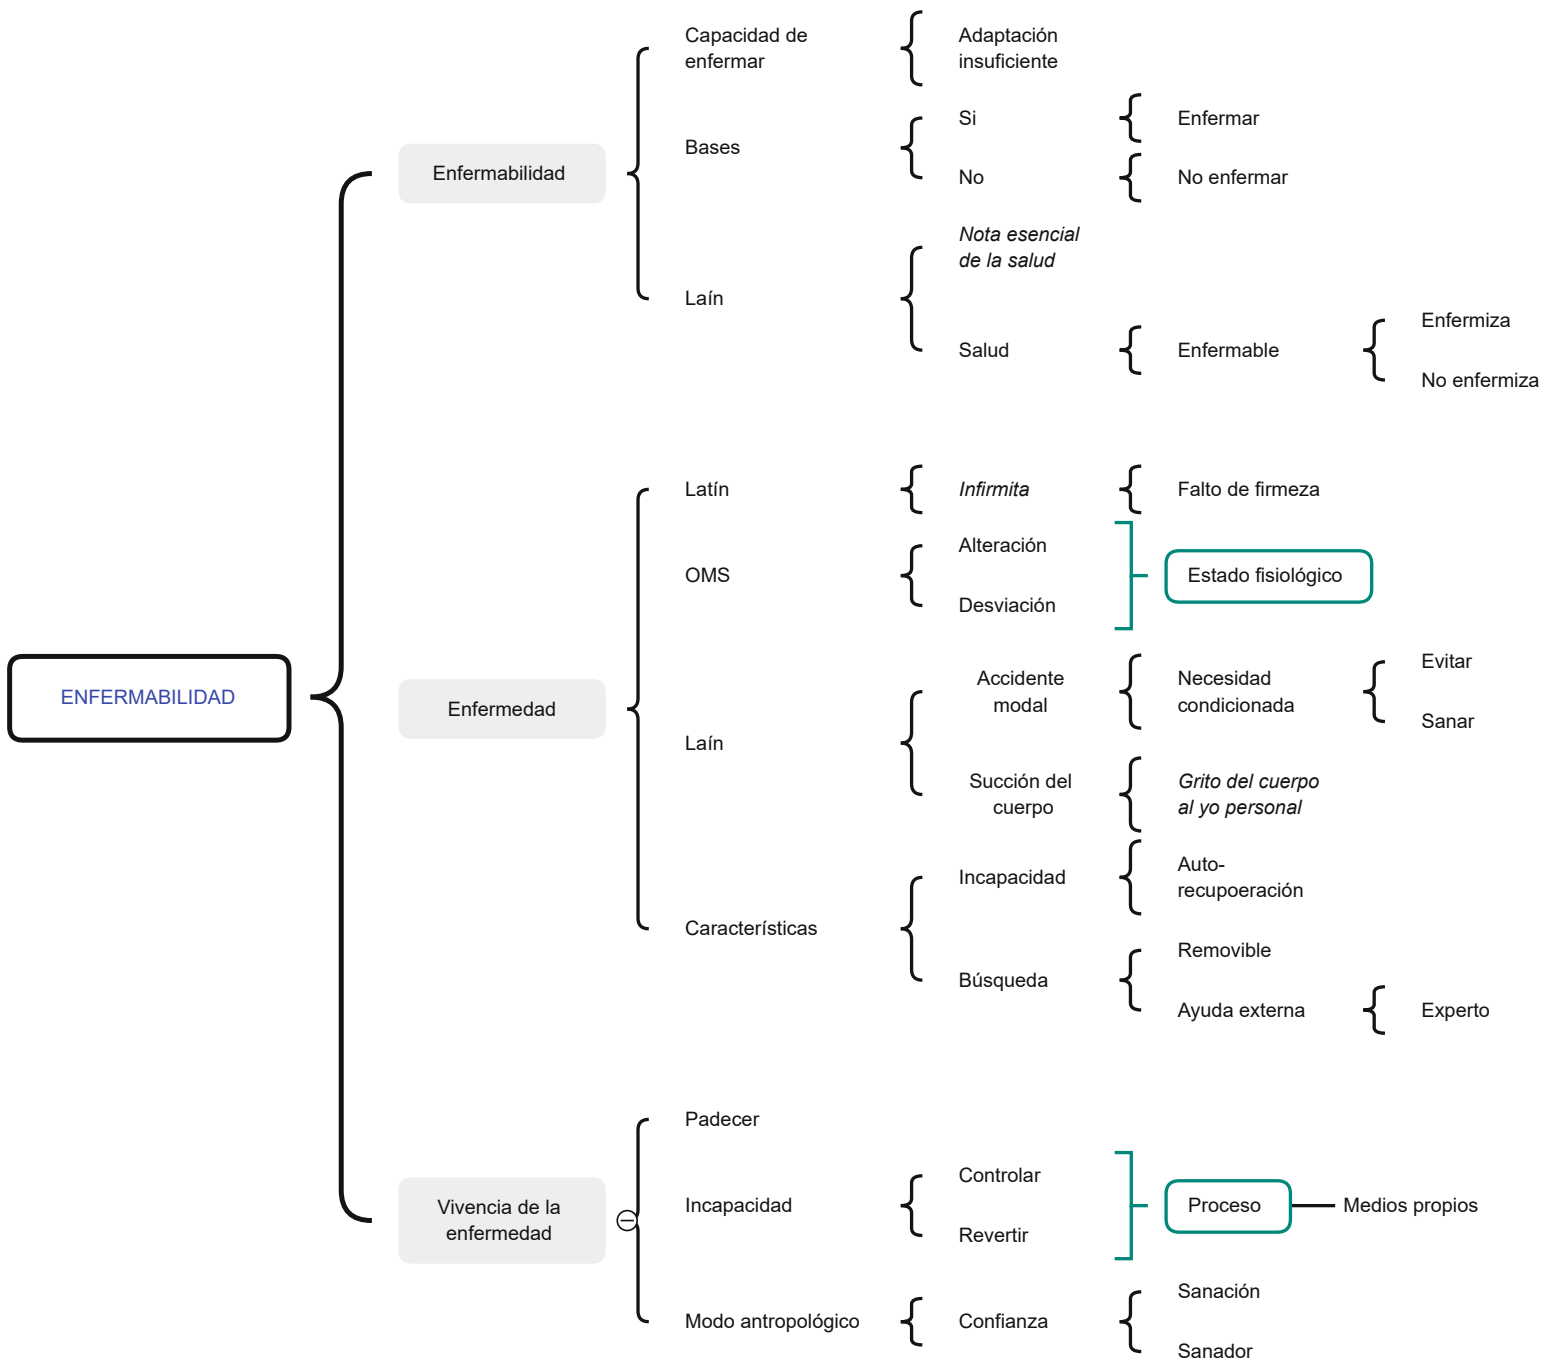 ENFERMABILIDAD
Enfermabilidad
Capacidad de
enfermar
Adaptación
insuficiente
Bases
Si
Enfermar
No
No enfermar
Laín
Nota esencial
de la salud
Salud
Enfermable
Enfermiza
No enfermiza
Enfermedad
Latín
Infirmita
Falto de firmeza
OMS
Alteración
Desviación
Estado fisiológico
Laín
Accidente
modal
Necesidad
condicionada
Evitar
Sanar
Succión del
cuerpo
Grito del cuerpo
al yo personal
Características
Incapacidad
Auto-
recupoeración
Búsqueda
Removible
Ayuda externa
Experto
Vivencia de la
enfermedad
Padecer
Incapacidad
Controlar
Revertir
Proceso
Medios propios
Modo antropológico
Confianza
Sanación
Sanador